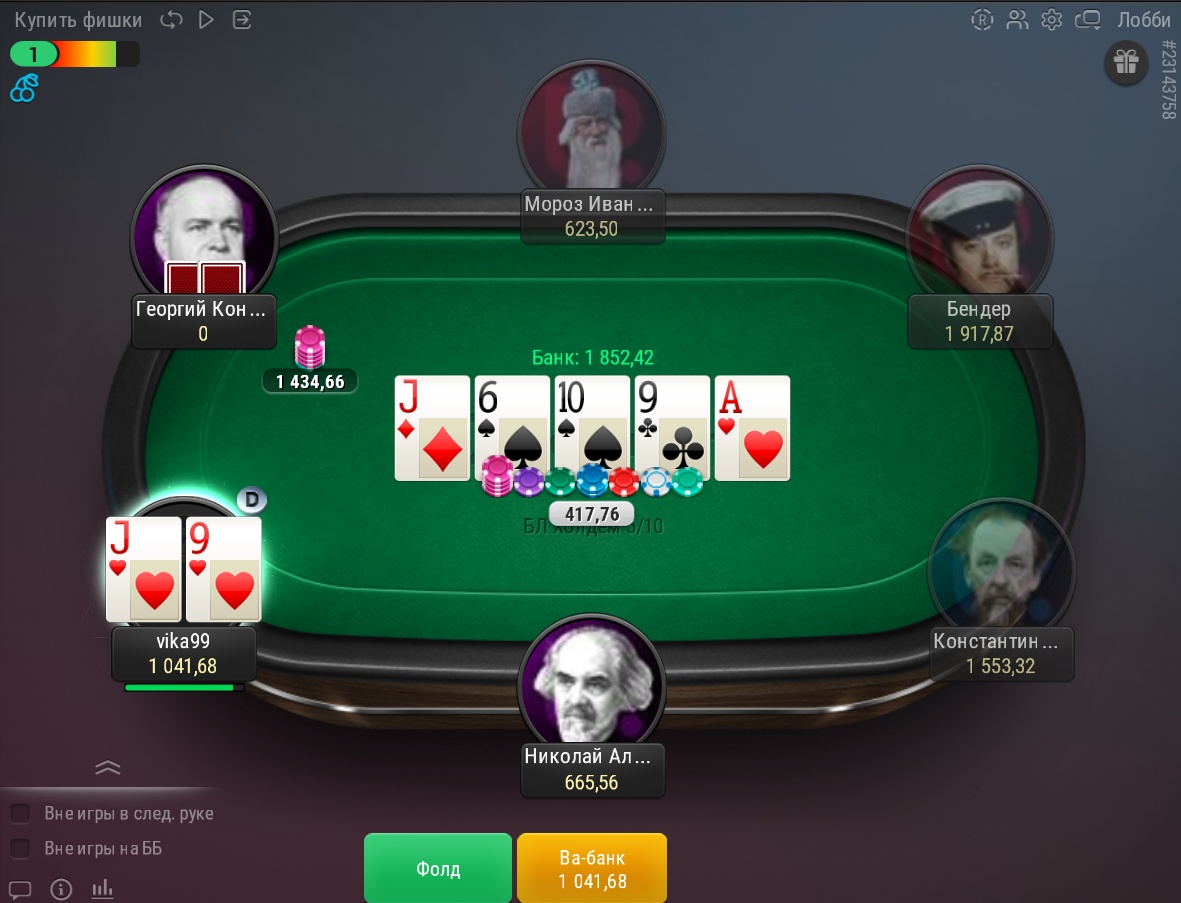 Купить фишки
Лобби
1
#23143758
Мороз Иван...
623,50
Георгий Кон...
0
Бендер
1 917,87
1 434,66
Банк: 1 852,42
J
6
10
9
A
417,76
БЛ Холдем 5/10
D
J
9
vika99
1 041,68
Константин...
1 553,32
Николай Ал...
665,56
Вне игры в след. руке
Вне игры на ББ
Фолд
Ва-банк
1 041,68